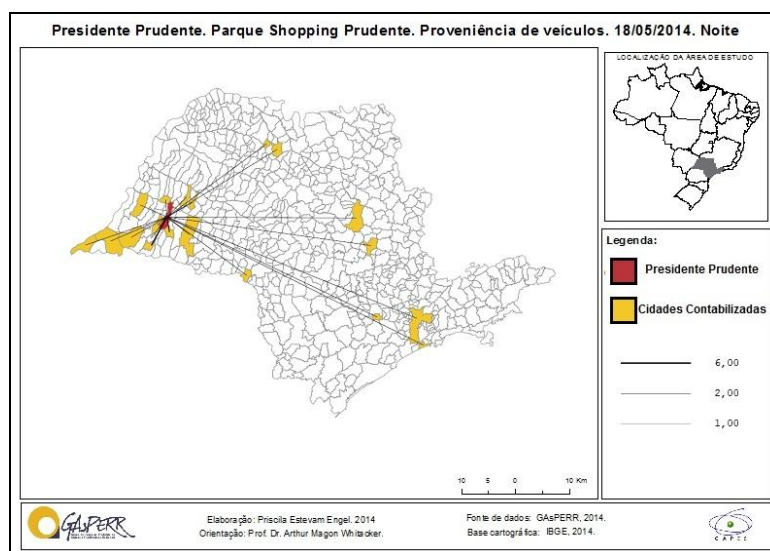 Presidente Prudente. Parque Shopping Prudente. Proveniência de veículos. 18/05/2014. Noite
LOCALIZAÇÃO DA ÁREA DE ESTUDO
Legenda:
Presidente Prudente
Cidades Contabilizadas
6,00
2,00
1,00
10 5 0 10 Km
GAsPERR
Elaboração: Priscila Estevam Engel. 2014
Orientação: Prof. Dr. Arthur Magon Whitacker.
Fonte de dados: GAsPERR, 2014.
Base cartográfica: IBGE, 2014.
CAPES